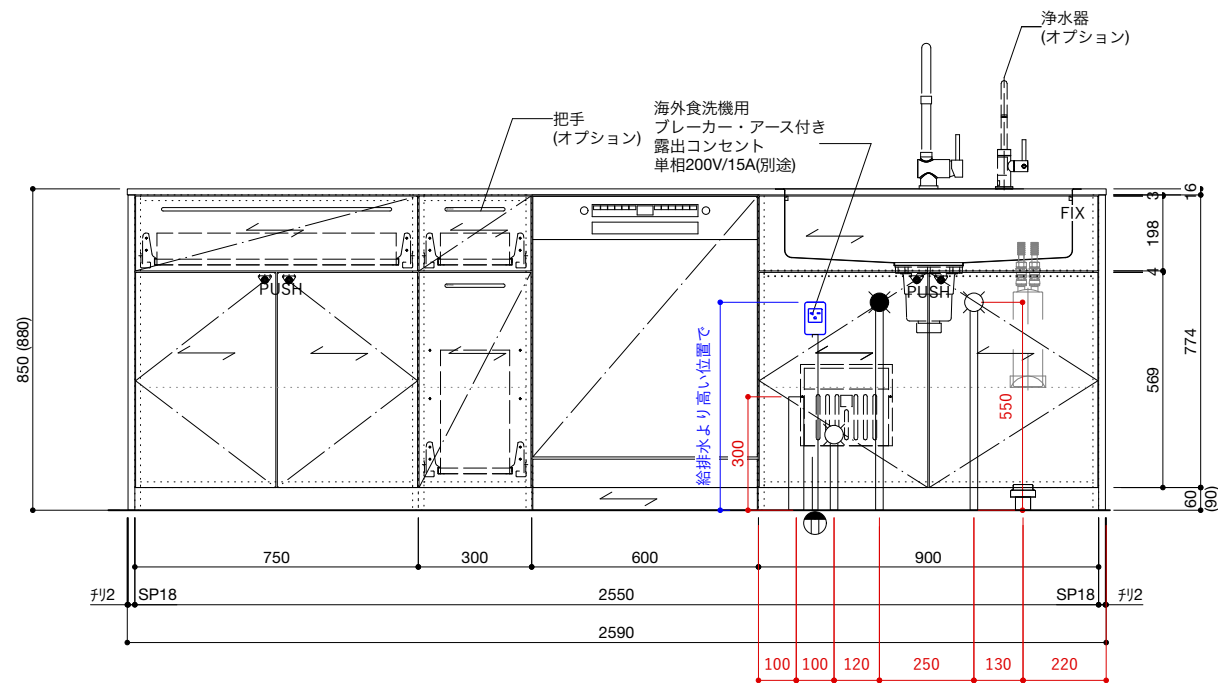 浄水器
(オプション)
海外食洗機用
ブレーカー・アース付き
露出コンセント
単相200V/15A(別途)
把手
(オプション)
FIX
PUSH
PUSH
850 (880)
16
3
198
4
774
569
60
(90)
給排水より高い位置で
300
550
750
300
600
900
ﾁﾘ2
SP18
2550
SP18
ﾁﾘ2
2590
100
100
120
250
130
220